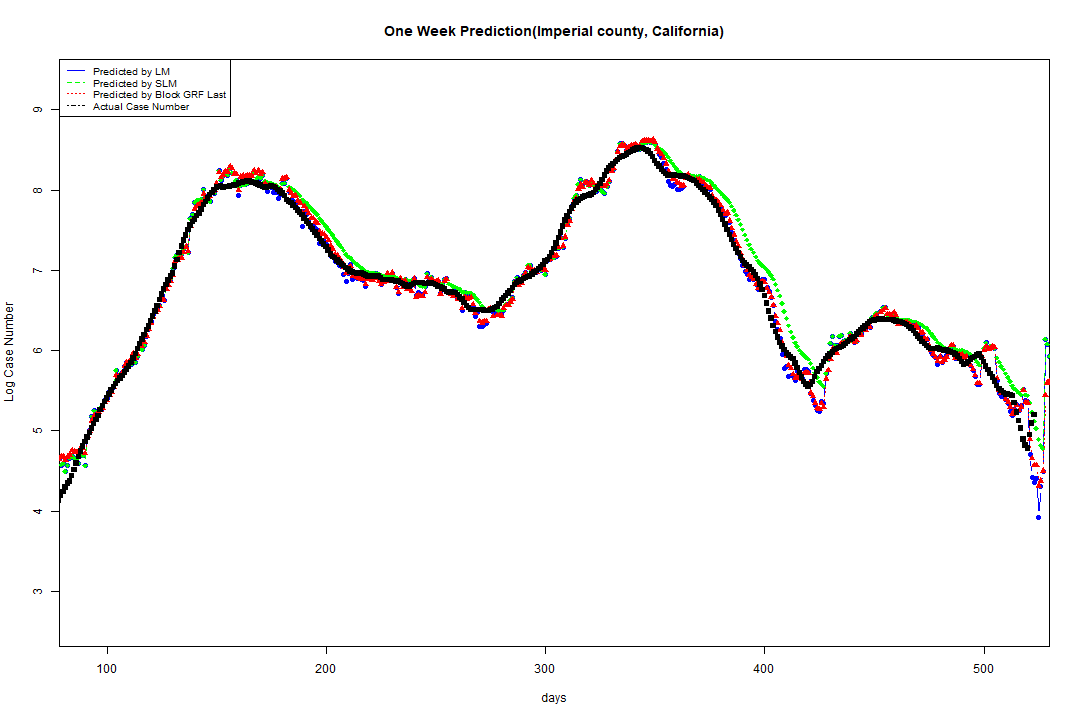 One Week Prediction(Imperial county, California)
Predicted by LM
Predicted by SLM
Predicted by Block GRF Last
Actual Case Number
9
8
7
6
5
4
3
Log Case Number
100 200 300 400 500
days